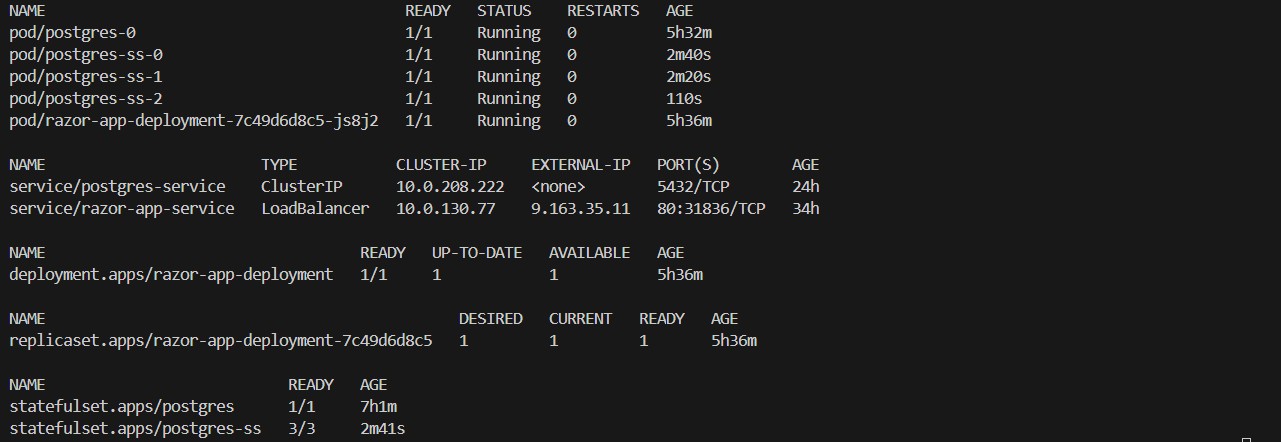 NAME READY STATUS RESTARTS AGE
pod/postgres-0 1/1 Running 0 5h32m
pod/postgres-ss-0 1/1 Running 0 2m40s
pod/postgres-ss-1 1/1 Running 0 2m20s
pod/postgres-ss-2 1/1 Running 0 110s
pod/razor-app-deployment-7c49d6d8c5-js8j2 1/1 Running 0 5h36m
NAME TYPE CLUSTER-IP EXTERNAL-IP PORT(S) AGE
service/postgres-service ClusterIP 10.0.208.222 <none> 5432/TCP 24h
service/razor-app-service LoadBalancer 10.0.130.77 9.163.35.11 80:31836/TCP 34h
NAME READY UP-TO-DATE AVAILABLE AGE
deployment.apps/razor-app-deployment 1/1 1 1 5h36m
NAME DESIRED CURRENT READY AGE
replicaset.apps/razor-app-deployment-7c49d6d8c5 1 1 1 5h36m
NAME READY AGE
statefulset.apps/postgres 1/1 7h1m
statefulset.apps/postgres-ss 3/3 2m41s